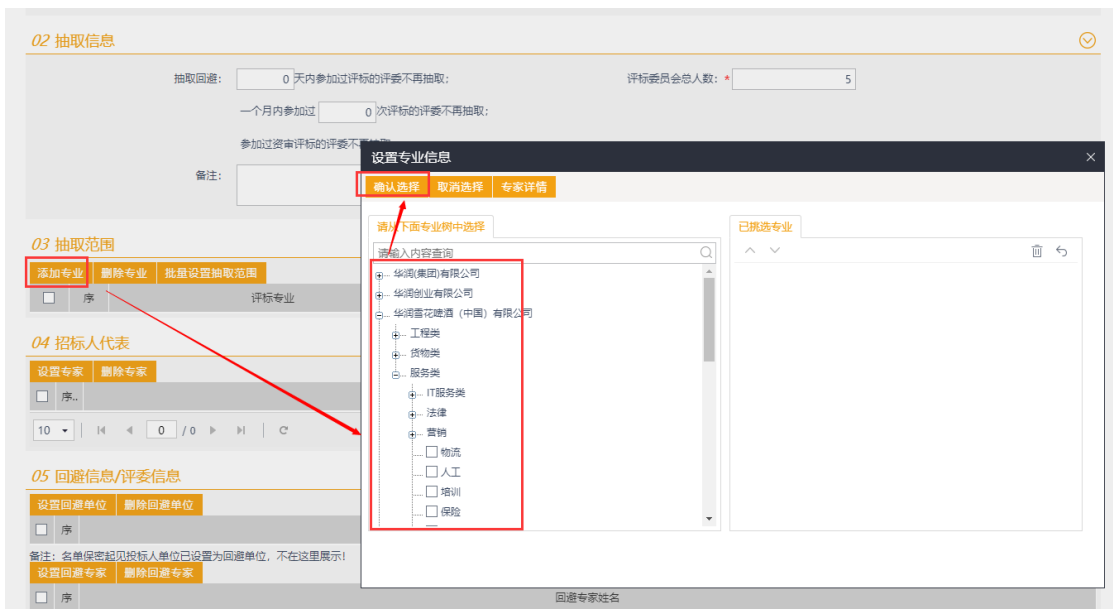 02 抽取信息
抽取回避： 0 天内参加过评标的评委不再抽取； 评标委员会总人数：* 5
一个月内参加过 0 次评标的评委不再抽取；
参加过资审评标的评委不
备注：
设置专业信息
确认选择 取消选择 专家详情
请从下面专业树中选择 已挑选专业
请输入内容查询
华润(集团)有限公司
华润创业有限公司
华润雪花啤酒（中国）有限公司
工程类
货物类
服务类
IT服务类
法律
营销
物流
人工
培训
保险
03 抽取范围
添加专业 删除专业 批量设置抽取范围
序 评标专业
04 招标人代表
设置专家 删除专家
序..
10 0 / 0
05 回避信息/评委信息
设置回避单位 删除回避单位
序
备注：名单保密起见投标人单位已设置为回避单位，不在这里展示！
设置回避专家 删除回避专家
序 回避专家姓名